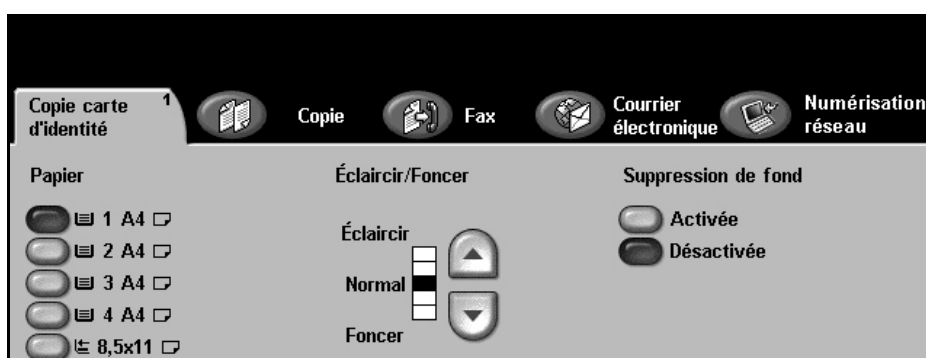 Copie carte 1
d'identité
Copie
Fax
Courrier
électronique
Numérisation
réseau
Papier
1 A4
2 A4
3 A4
4 A4
8,5x11
Éclaircir/Foncer
Éclaircir
Normal
Foncer
Suppression de fond
Activée
Désactivée